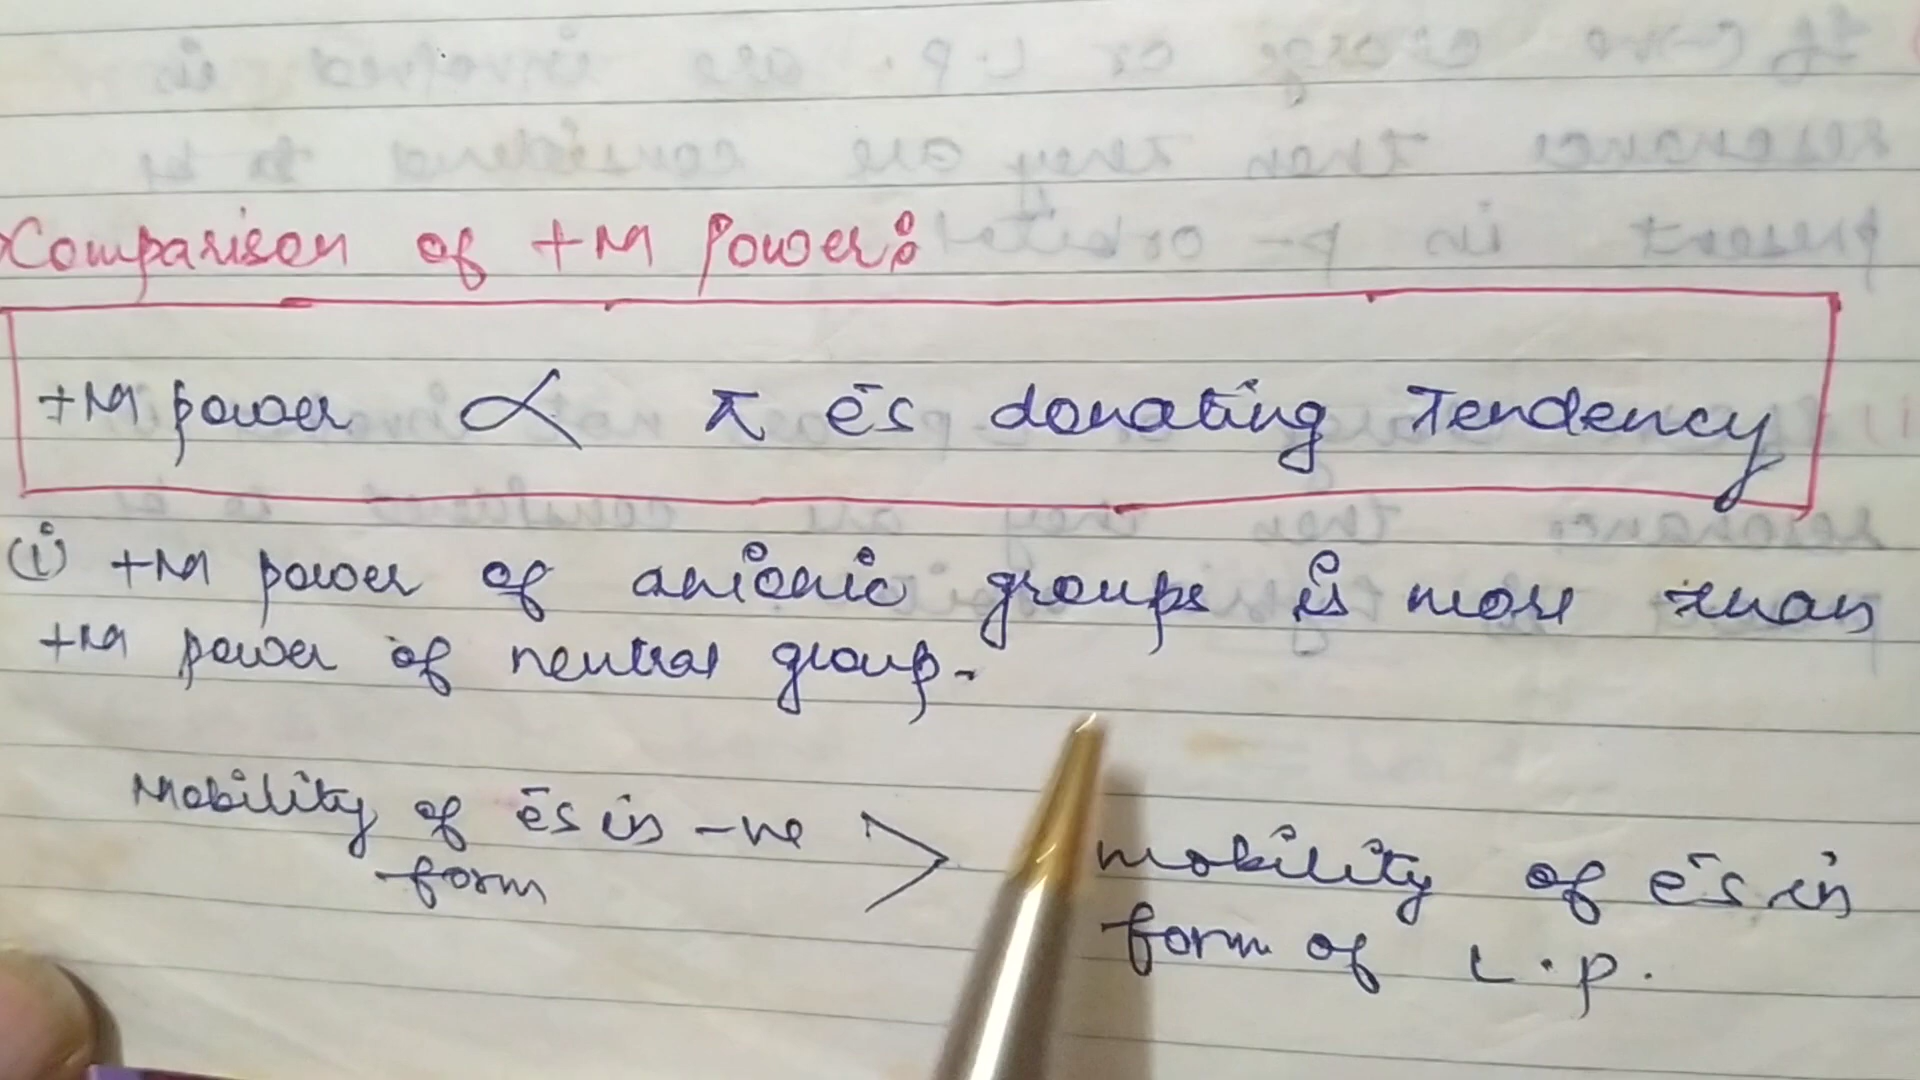 Comparison of +M Power:
+M power ∝ π ēs donating Tendency
(i) +M power of anionic groups is more than
+M power of neutral group.
Mobility of ēs in -ve form > mobility of ēs in form of L.p.